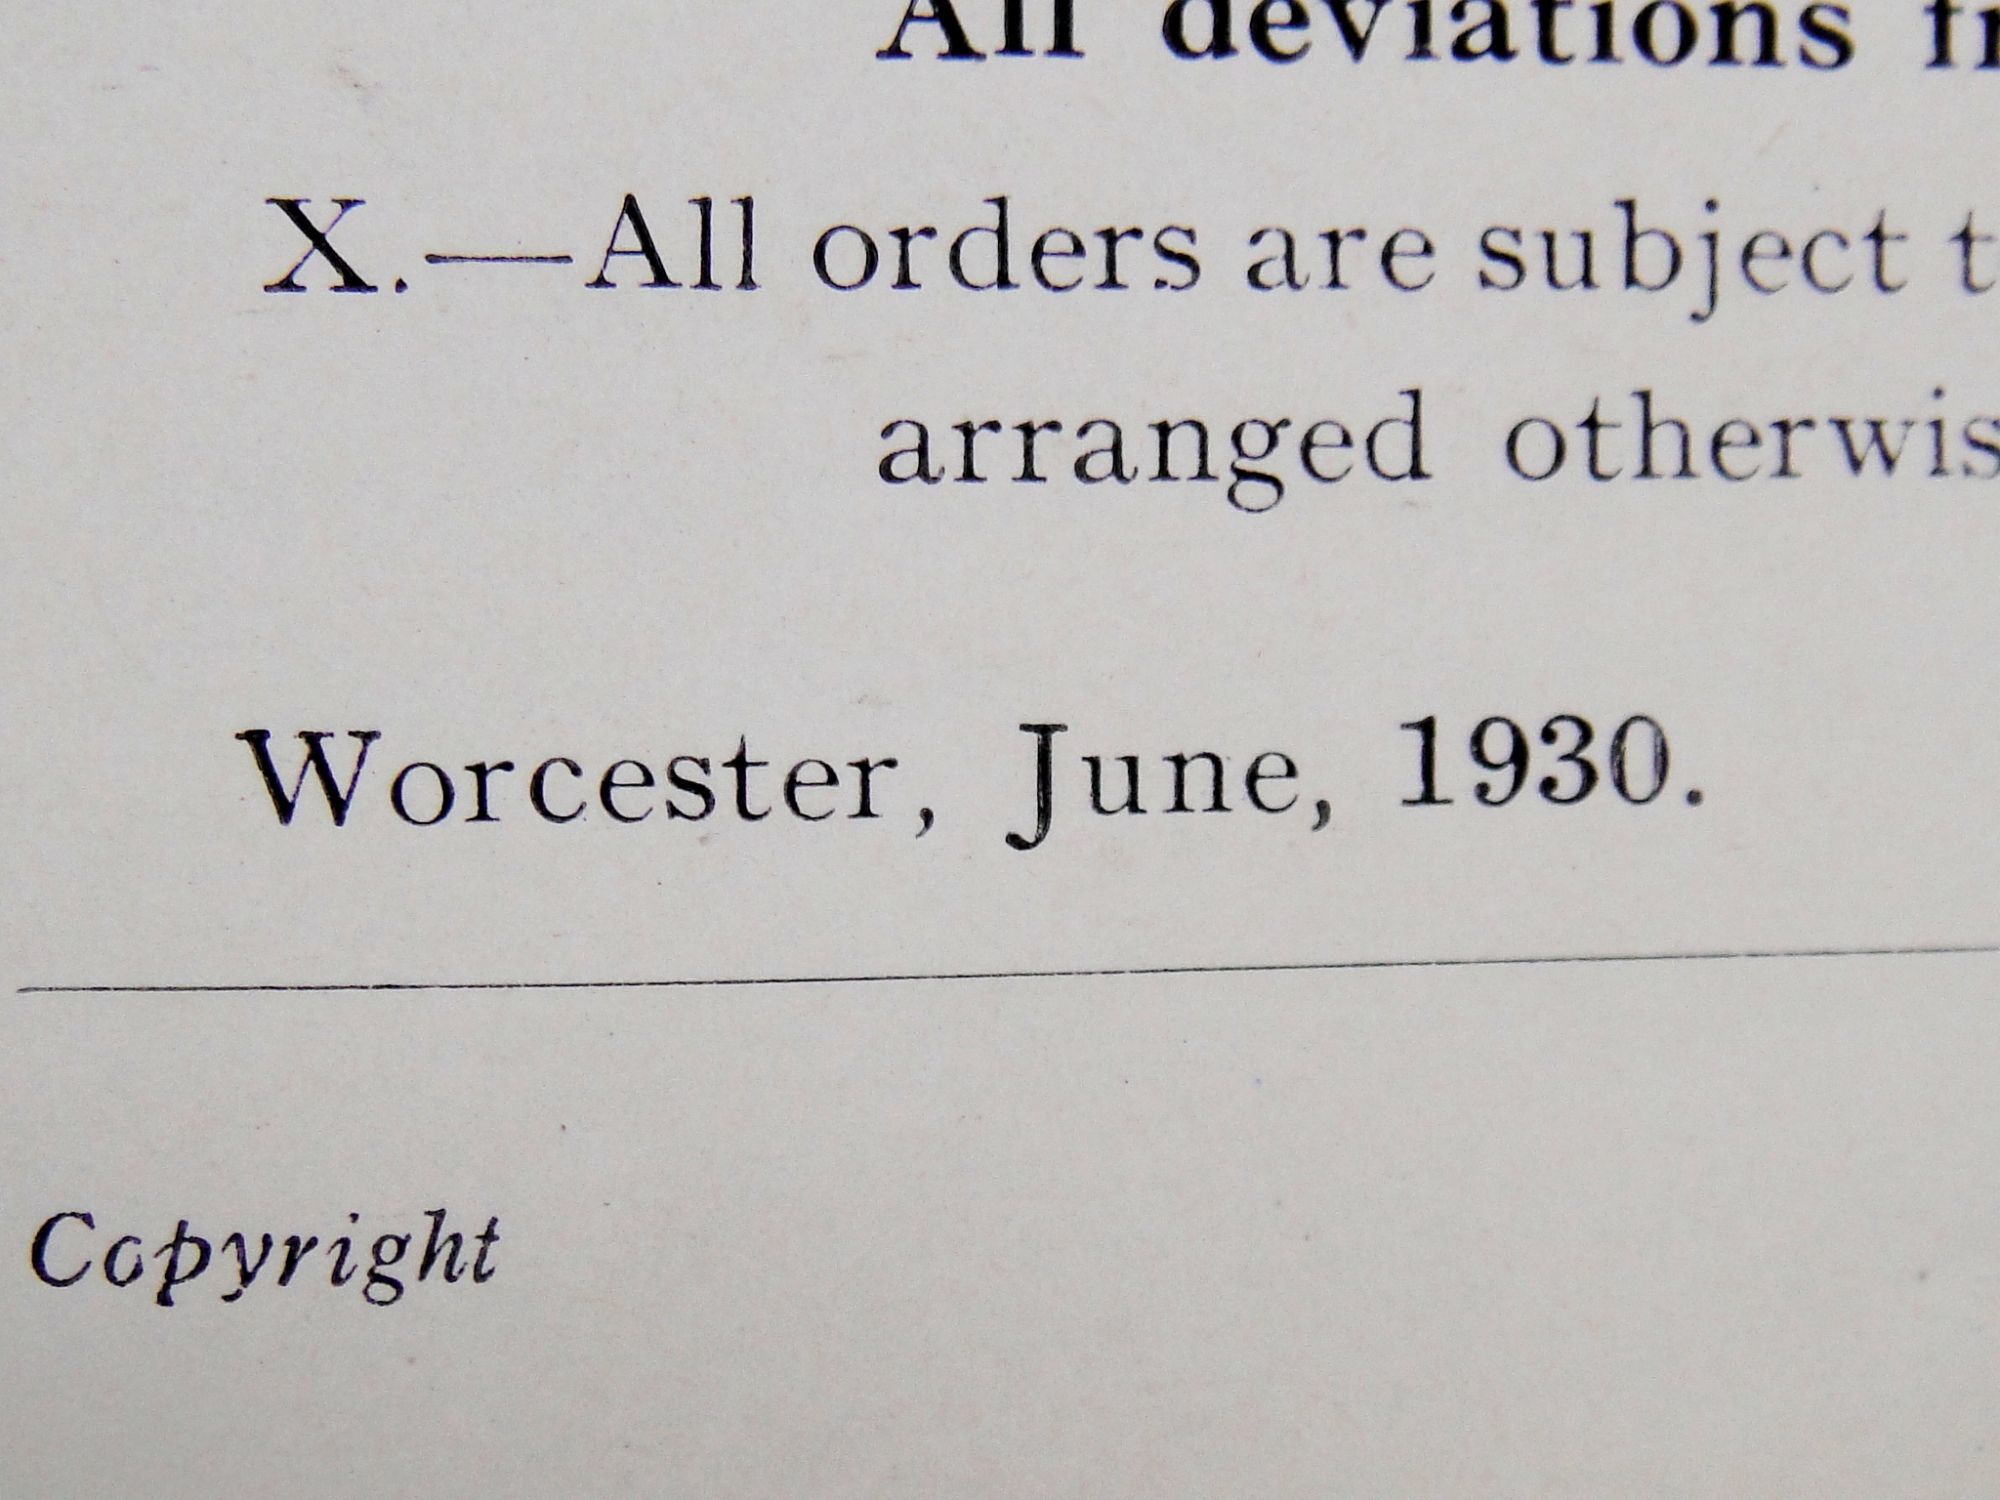 All deviations
X.—All orders are subject
arranged otherwis
Worcester, June, 1930.
Copyright